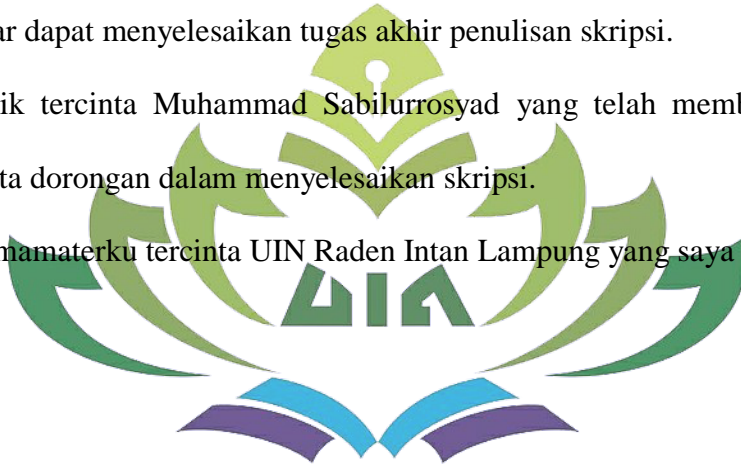 ar dapat menyelesaikan tugas akhir penulisan skripsi.
ik tercinta Muhammad Sabilurrosyad yang telah memb
ta dorongan dalam menyelesaikan skripsi.
mamaterku tercinta UIN Raden Intan Lampung yang saya
UIN